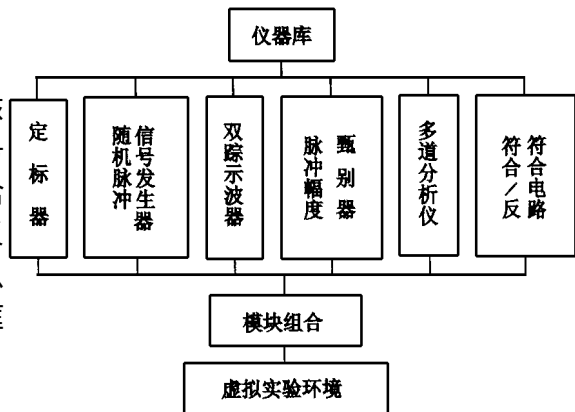 仪器库
定标器
随机脉冲
信号发生器
双踪示波器
脉冲幅度
甄别器
多道分析仪
符合/反
符合电路
模块组合
虚拟实验环境